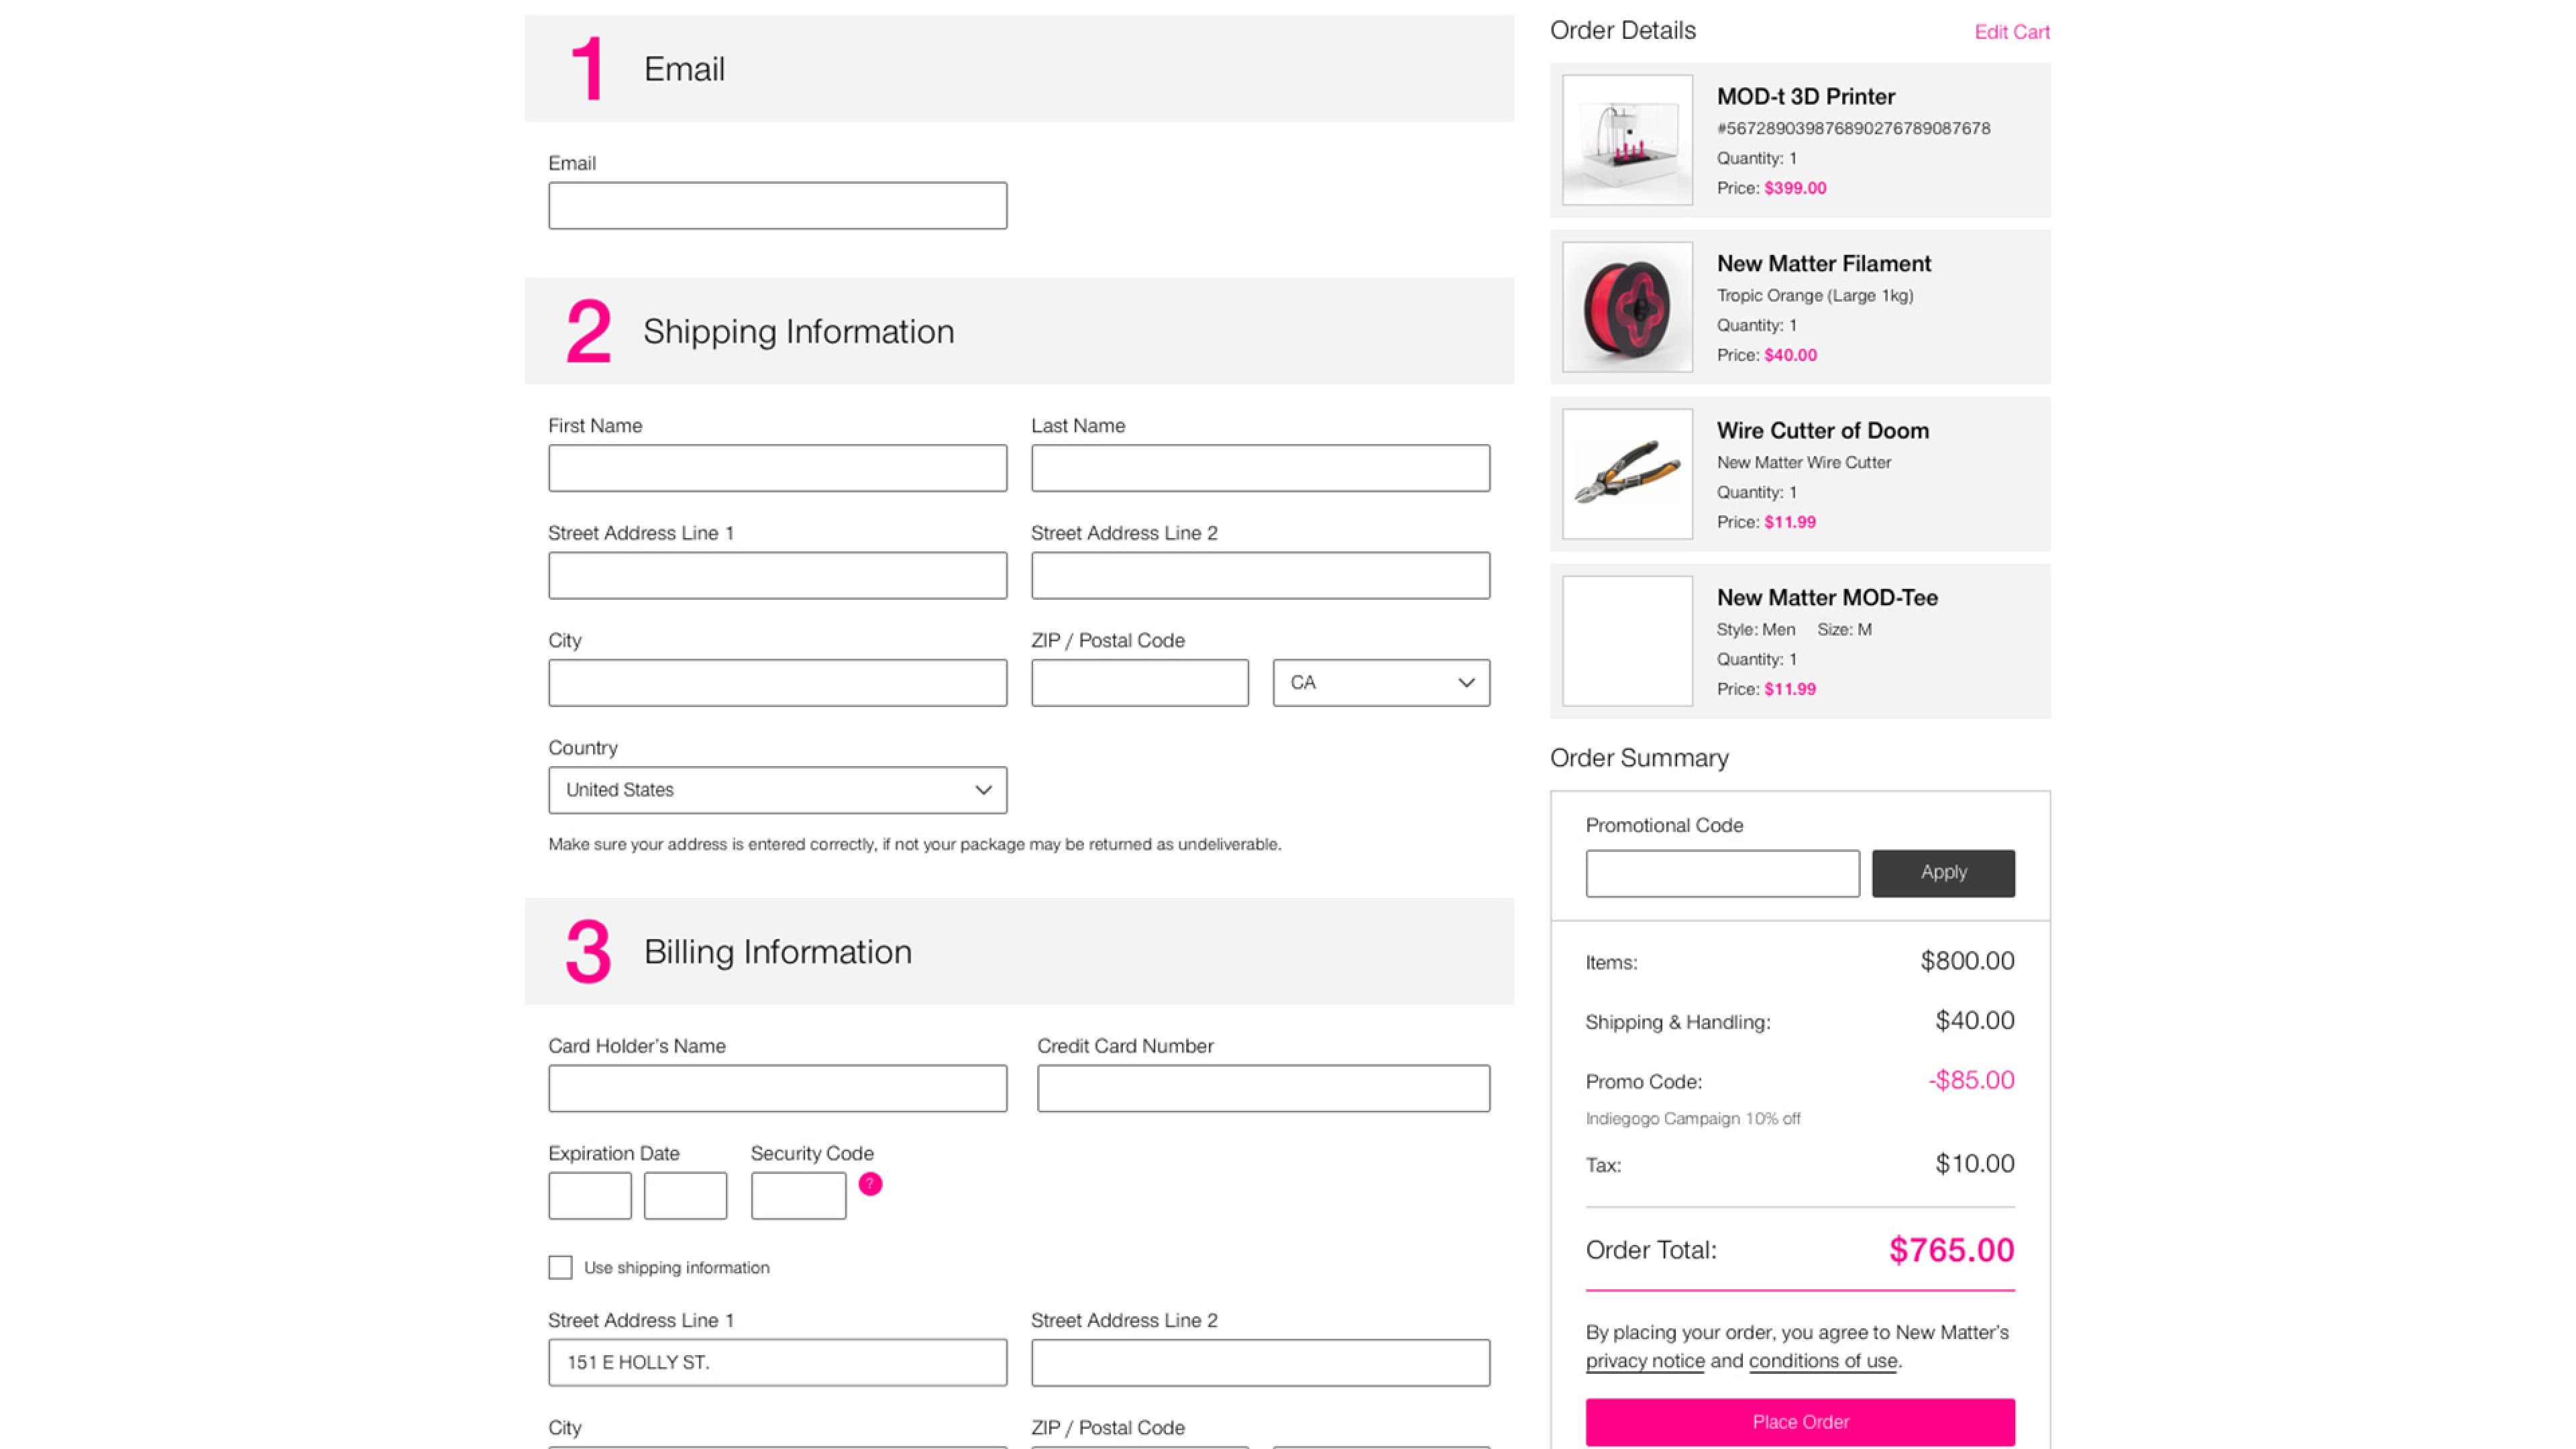 1 Email
Email
2 Shipping Information
First Name Last Name
Street Address Line 1 Street Address Line 2
City ZIP / Postal Code
CA
Country
United States
Make sure your address is entered correctly, if not your package may be returned as undeliverable.
3 Billing Information
Card Holder's Name Credit Card Number
Expiration Date Security Code
?
Use shipping information
Street Address Line 1 Street Address Line 2
151 E HOLLY ST.
City ZIP / Postal Code
Order Details Edit Cart
MOD-t 3D Printer
#567289039876890276789087678
Quantity: 1
Price: $399.00
New Matter Filament
Tropic Orange (Large 1kg)
Quantity: 1
Price: $40.00
Wire Cutter of Doom
New Matter Wire Cutter
Quantity: 1
Price: $11.99
New Matter MOD-Tee
Style: Men Size: M
Quantity: 1
Price: $11.99
Order Summary
Promotional Code
Apply
Items: $800.00
Shipping & Handling: $40.00
Promo Code: -$85.00
Indiegogo Campaign 10% off
Tax: $10.00
Order Total: $765.00
By placing your order, you agree to New Matter's
privacy notice and conditions of use.
Place Order